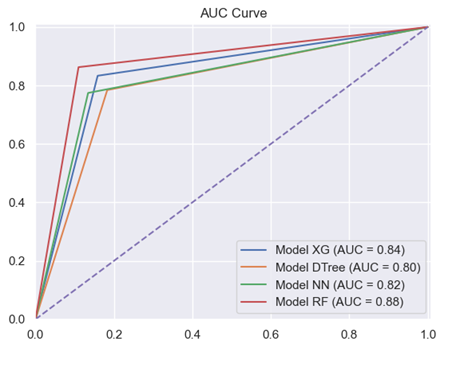 AUC Curve
1.0
0.8
0.6
0.4
0.2
0.0
Model XG (AUC = 0.84)
Model DTree (AUC = 0.80)
Model NN (AUC = 0.82)
Model RF (AUC = 0.88)
0.0 0.2 0.4 0.6 0.8 1.0